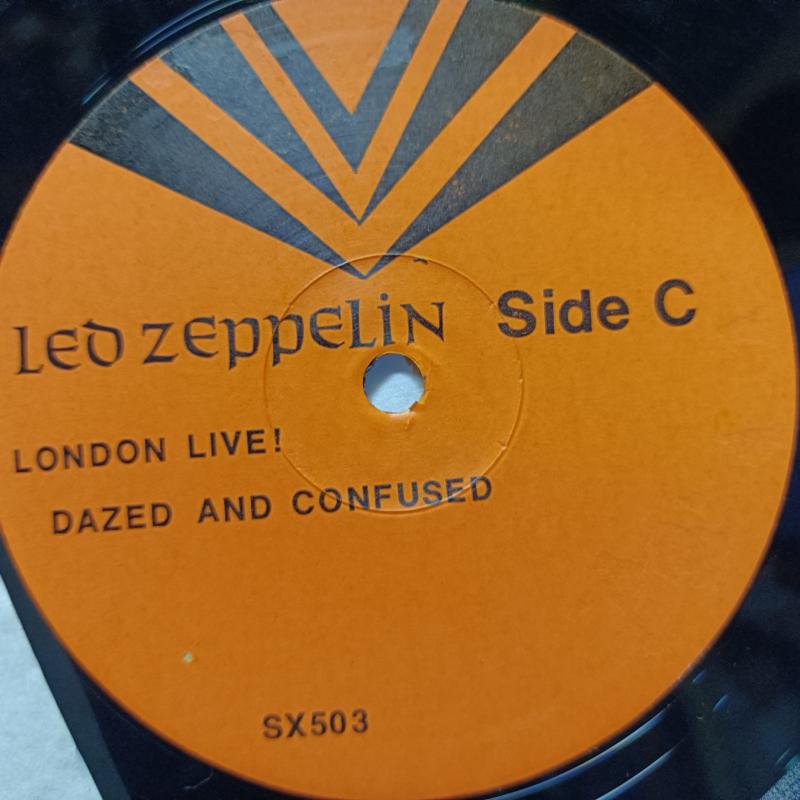 LED ZEPPELIN Side C
LONDON LIVE!
DAZED AND CONFUSED
SX503